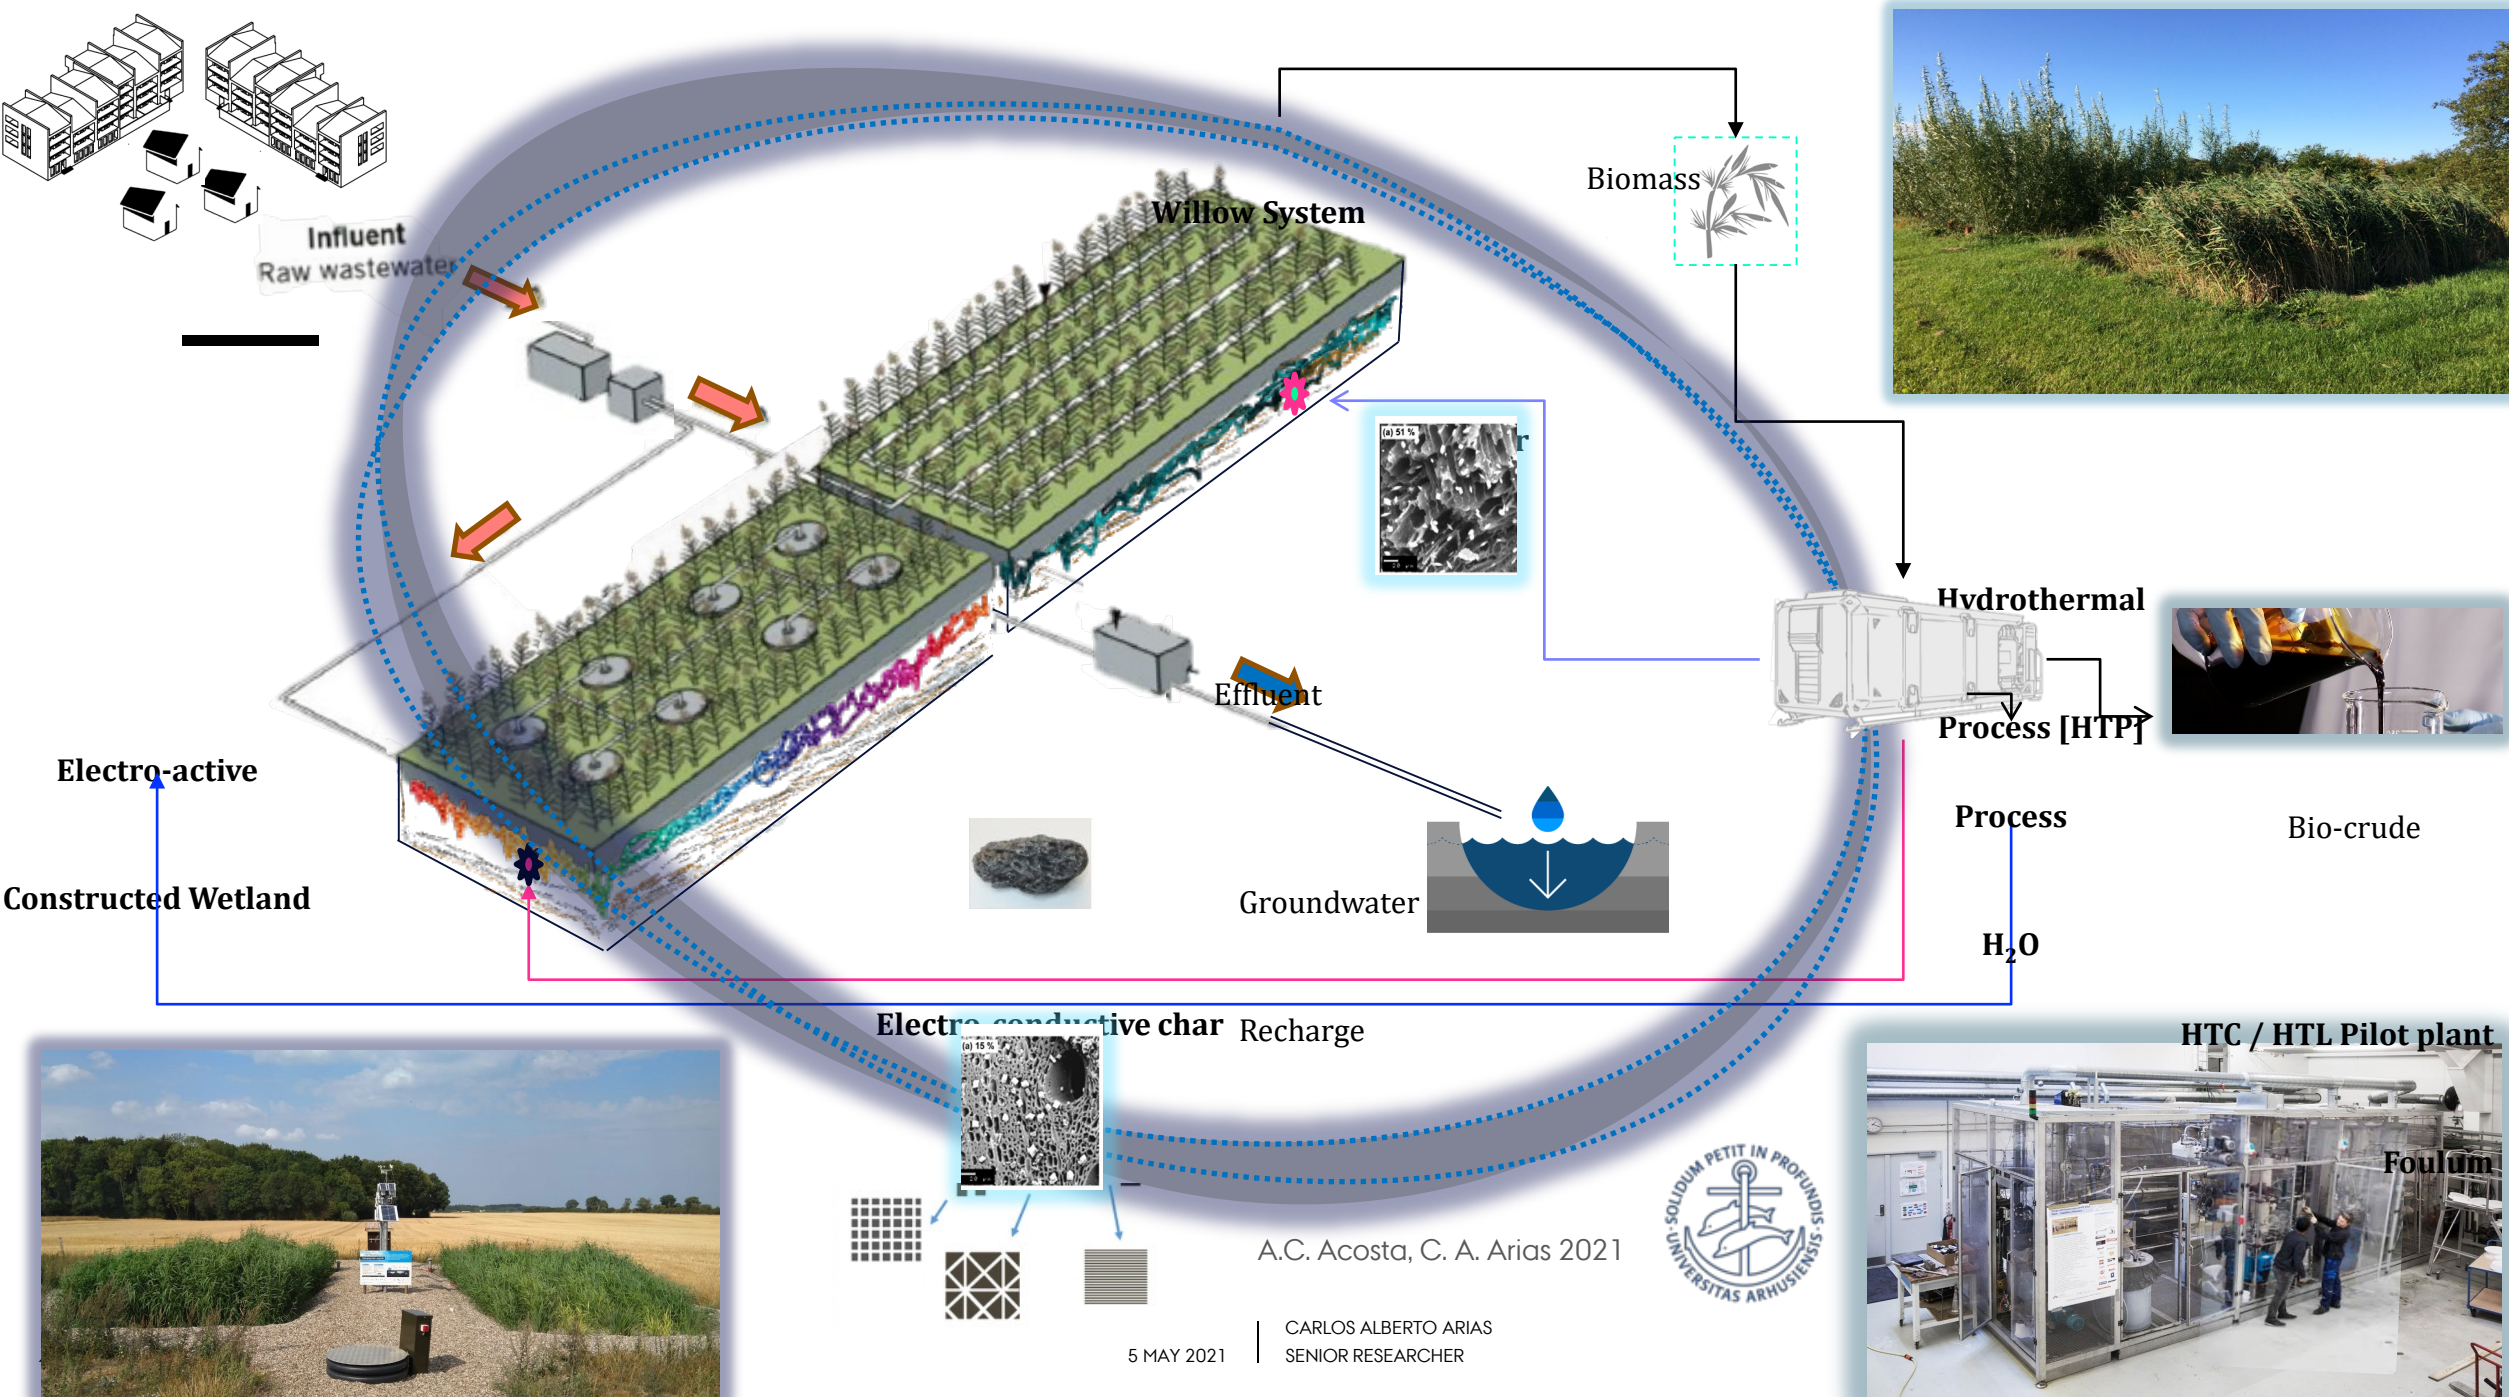 Influent
Raw wastewater
Willow System
Biomass
(a) 51 %
r
Hydrothermal
Process [HTP]
Effluent
Electro-active
Constructed Wetland
Process
H₂O
Bio-crude
Groundwater
Recharge
Electro-conductive char
(a) 15 %
HTC / HTL Pilot plant
Foulum
SOLIDUM PETIT IN PROFUNDIS
UNIVERSITAS ARHUSIENSIS
A.C. Acosta, C. A. Arias 2021
5 MAY 2021
CARLOS ALBERTO ARIAS
SENIOR RESEARCHER